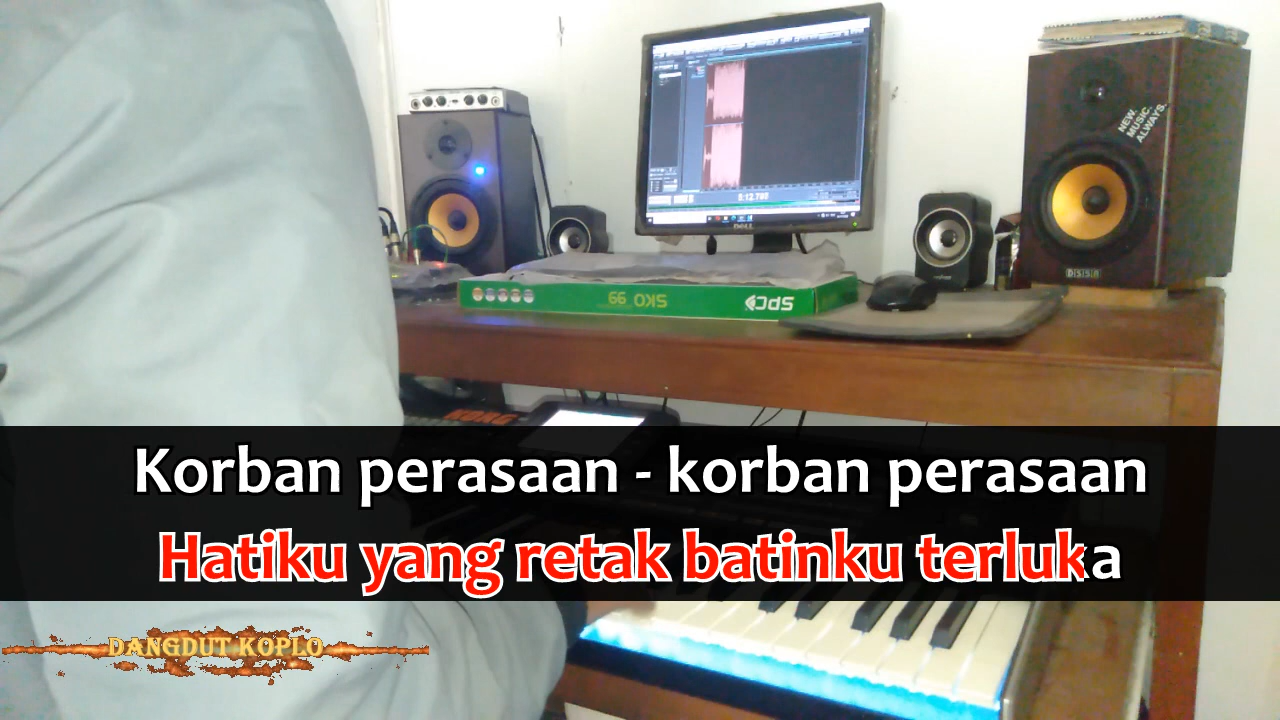 NEW.
MUSIC.
ALWAYS.
DELL
SPC
SKO 99
KORG
Korban perasaan - korban perasaan
Hatiku yang retak batinku terluka
DANGDUT KOPLO